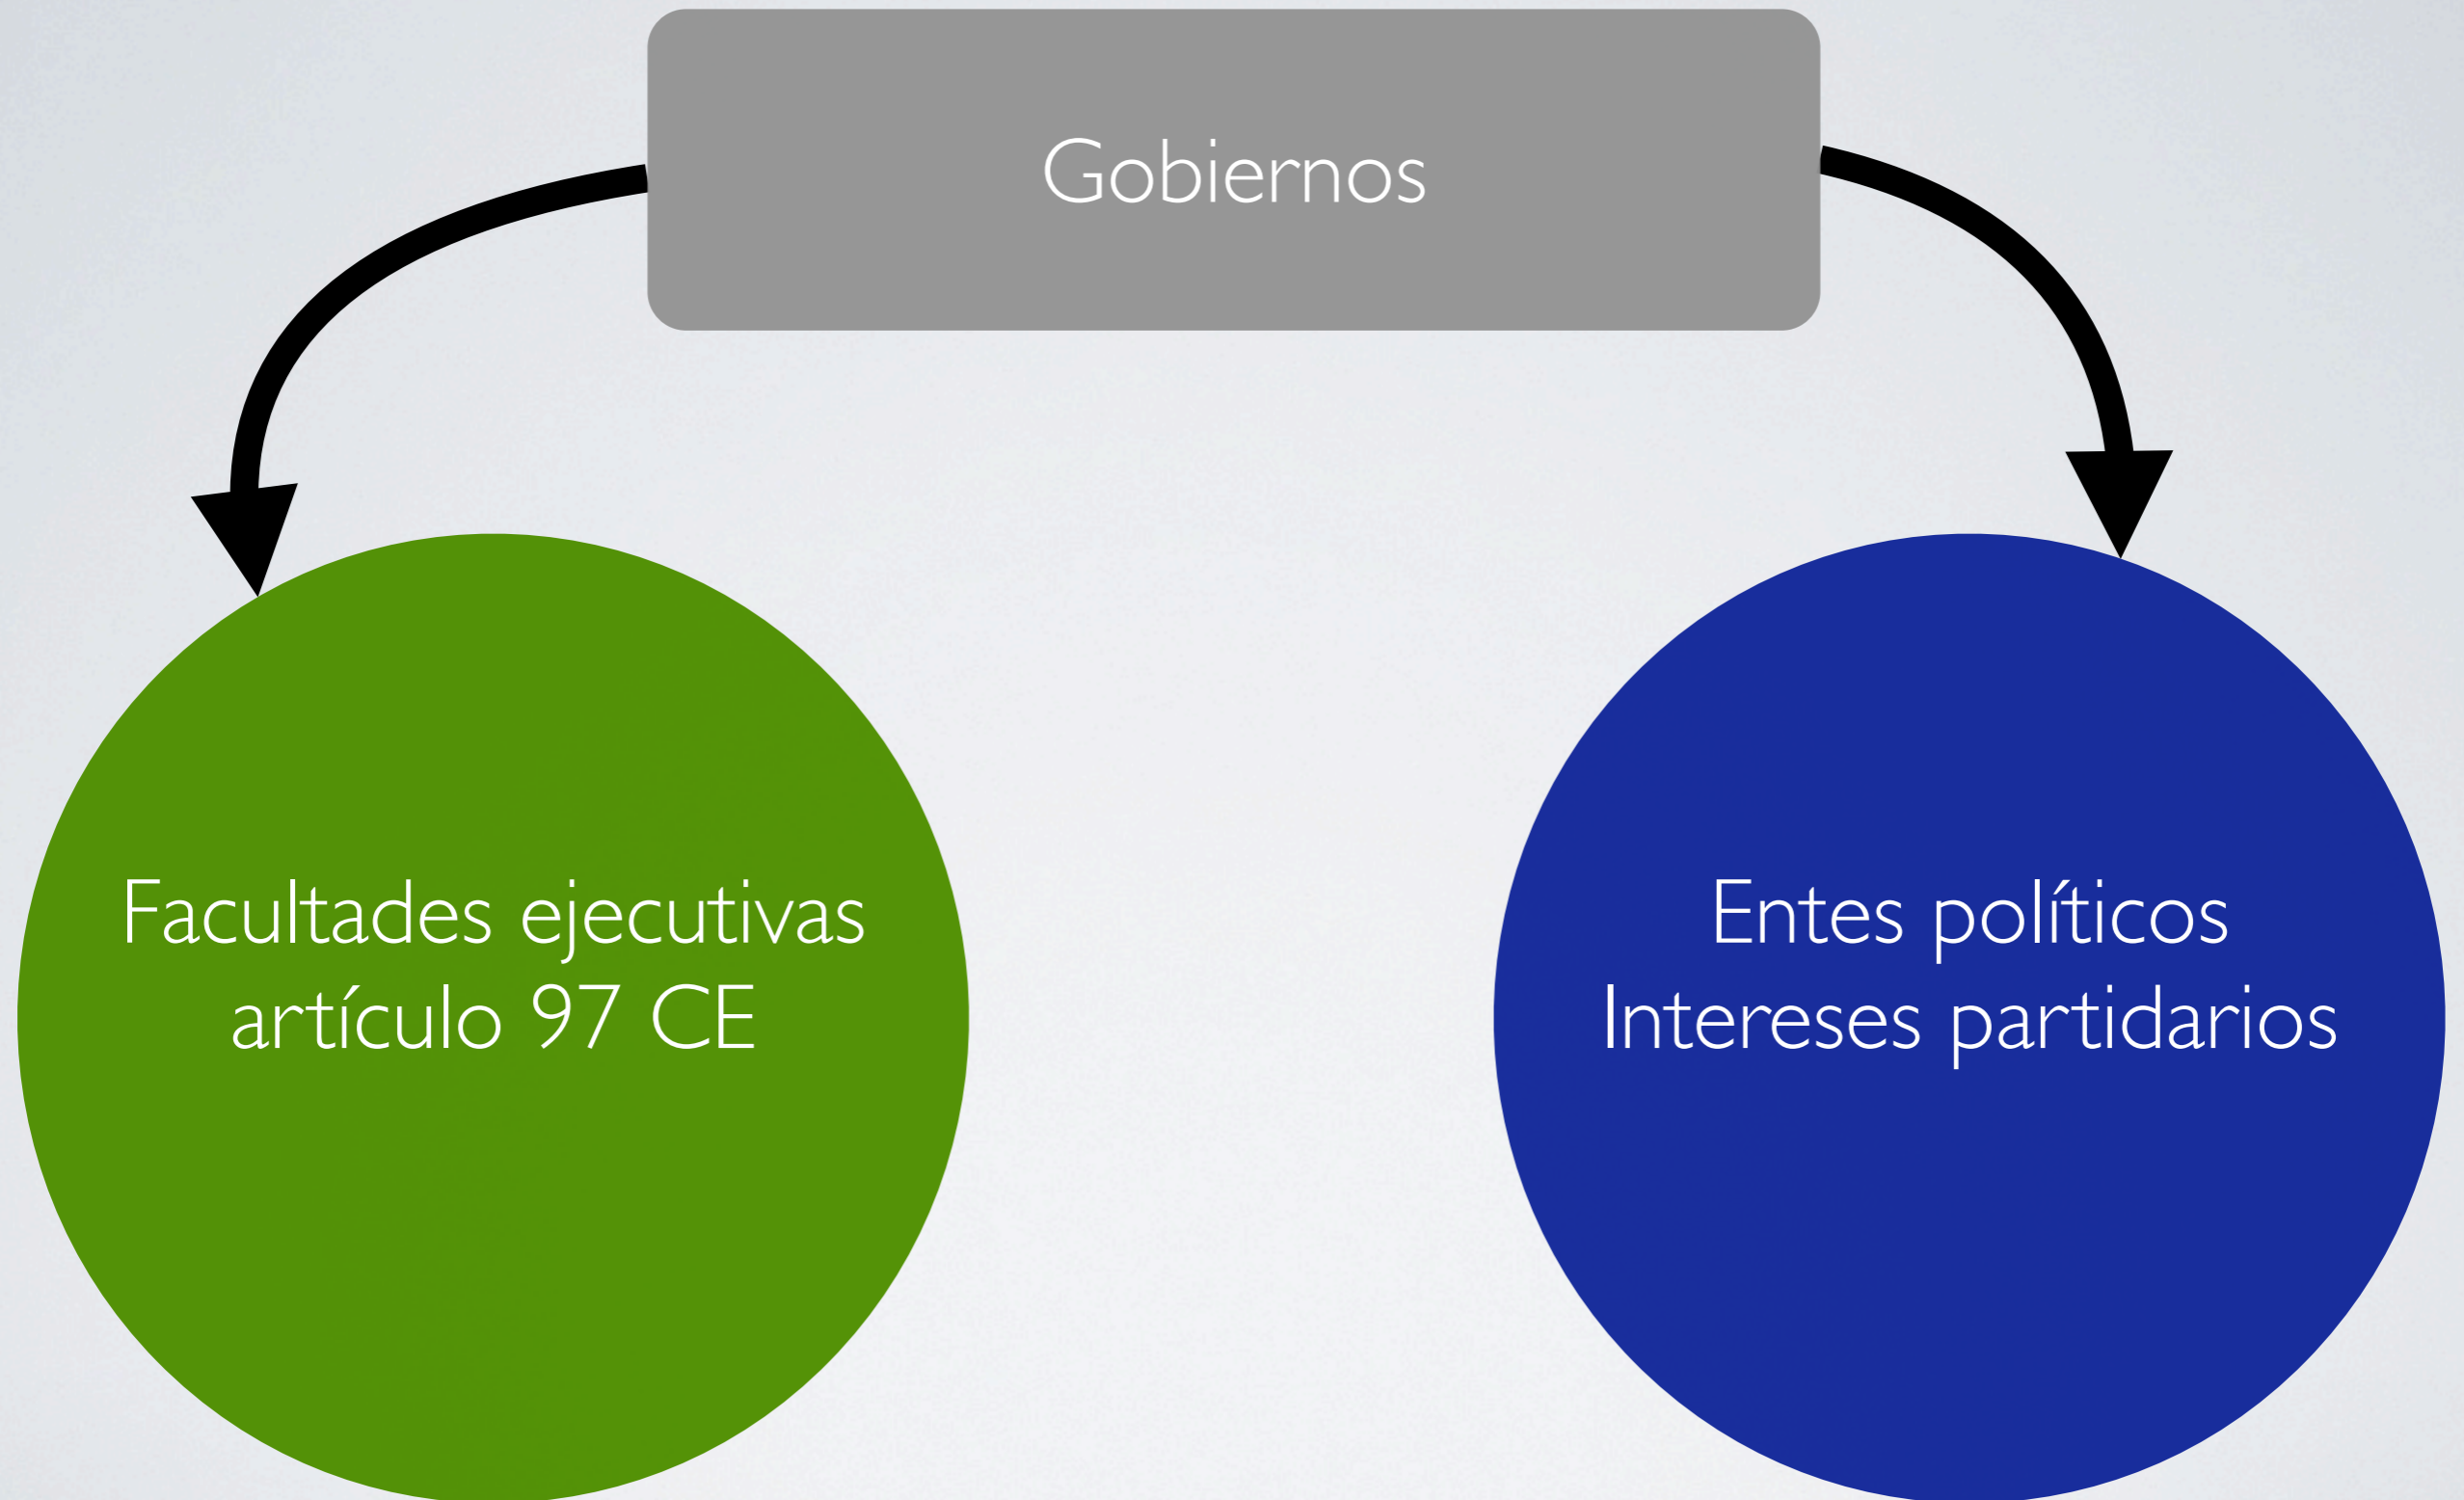 Gobiernos
Facultades ejecutivas
artículo 97 CE
Entes políticos
Intereses partidarios